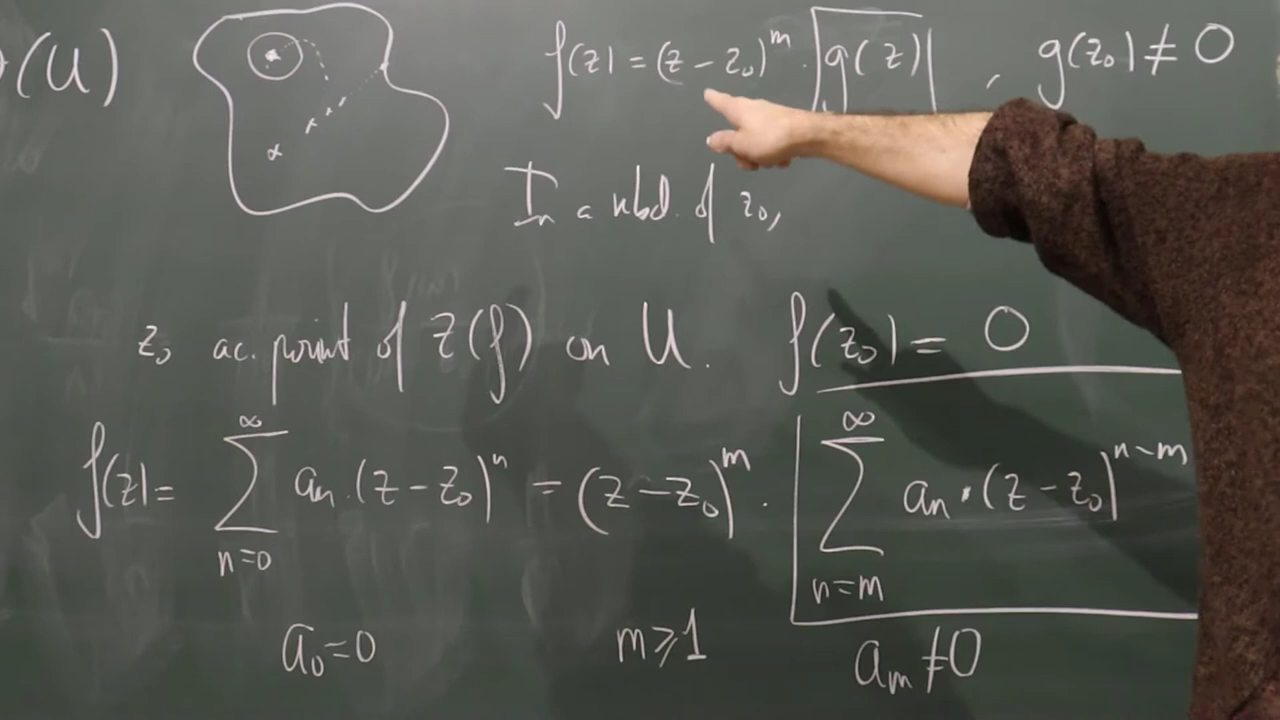 (U)
f(z) = (z - z₀)^m · g(z) , g(z₀) ≠ 0
In a nbd. of z₀,
z₀ ac. point of Z(f) on U. f(z₀) = 0
f(z) = ∑_{n=0}^{∞} aₙ · (z - z₀)^n = (z - z₀)^m · ∑_{n=m}^{∞} aₙ · (z - z₀)^{n-m}
a₀ = 0 m ⩾ 1 aₘ ≠ 0